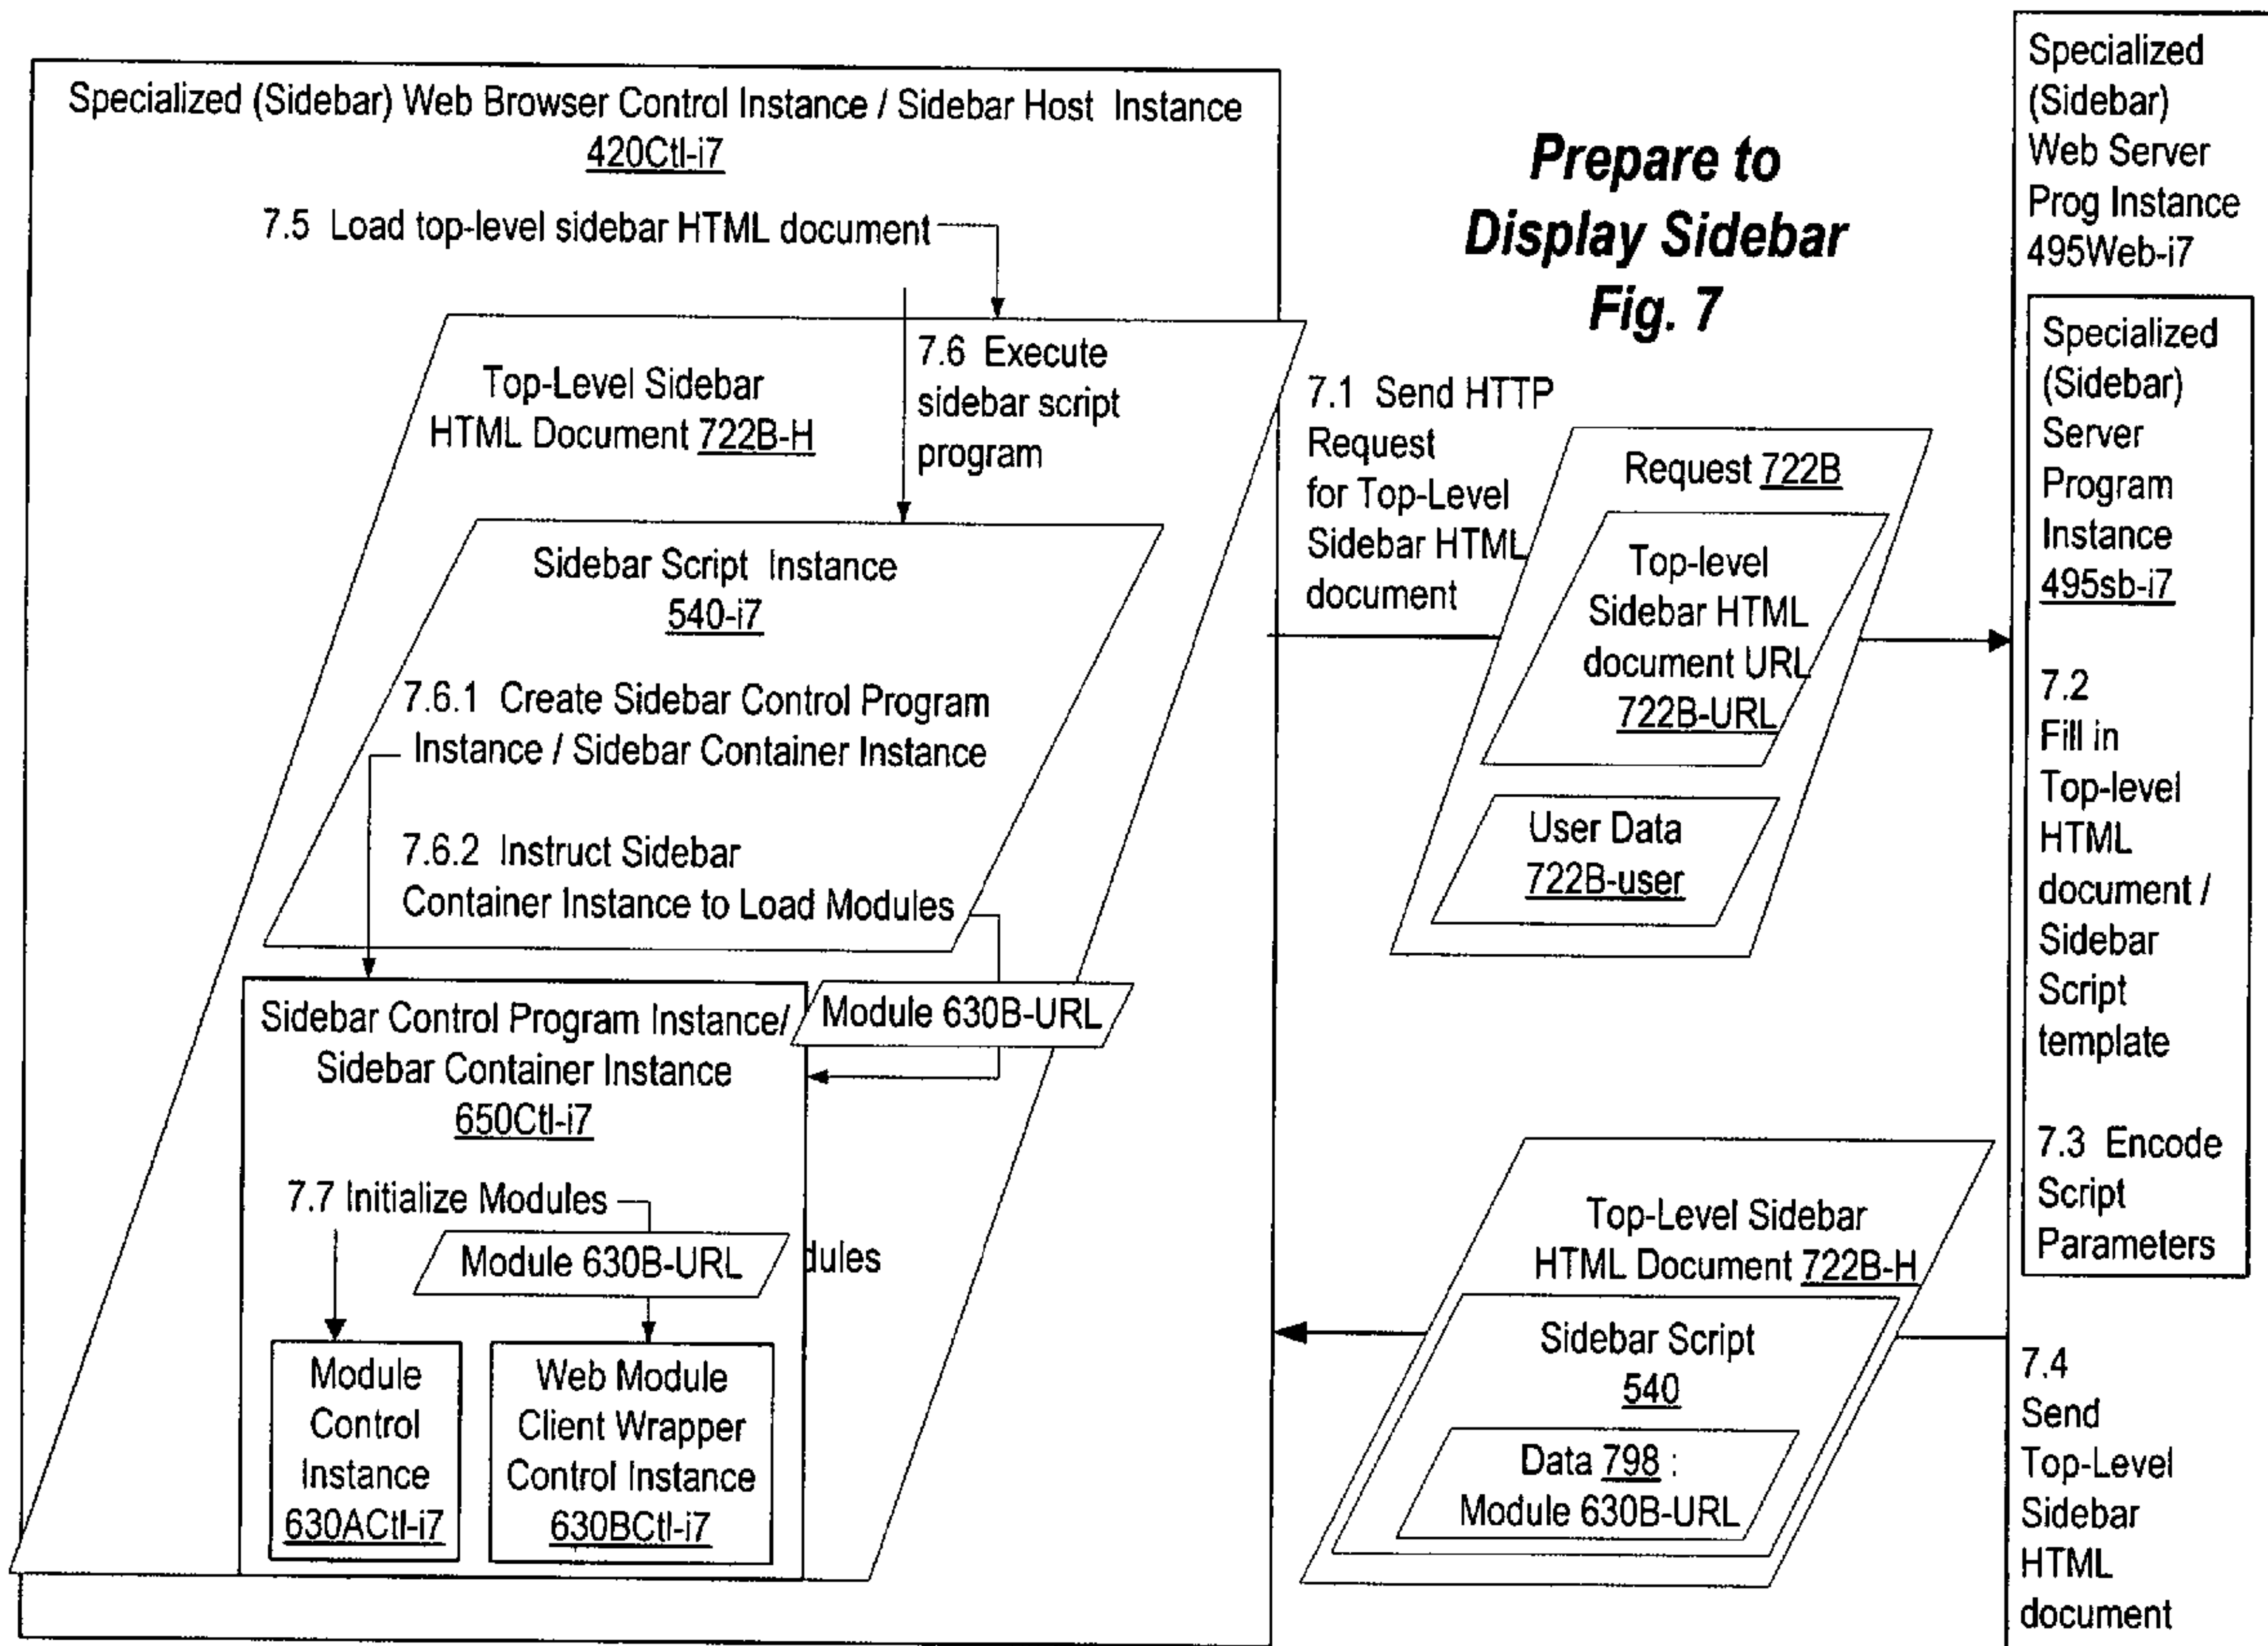 Specialized (Sidebar) Web Browser Control Instance / Sidebar Host Instance
420Ctl-i7
7.5 Load top-level sidebar HTML document
Top-Level Sidebar
HTML Document 722B-H
7.6 Execute
sidebar script
program
Sidebar Script Instance
540-i7
7.6.1 Create Sidebar Control Program
Instance / Sidebar Container Instance
7.6.2 Instruct Sidebar
Container Instance to Load Modules
Module 630B-URL
Sidebar Control Program Instance/
Sidebar Container Instance
650Ctl-i7
7.7 Initialize Modules
Module 630B-URL
dules
Module
Control
Instance
630ACtl-i7
Web Module
Client Wrapper
Control Instance
630BCtl-i7
Prepare to
Display Sidebar
Fig. 7
7.1 Send HTTP
Request
for Top-Level
Sidebar HTML
document
Request 722B
Top-level
Sidebar HTML
document URL
722B-URL
User Data
722B-user
Top-Level Sidebar
HTML Document 722B-H
Sidebar Script
540
Data 798 :
Module 630B-URL
Specialized
(Sidebar)
Web Server
Prog Instance
495Web-i7
Specialized
(Sidebar)
Server
Program
Instance
495sb-i7
7.2
Fill in
Top-level
HTML
document /
Sidebar
Script
template
7.3 Encode
Script
Parameters
7.4
Send
Top-Level
Sidebar
HTML
document